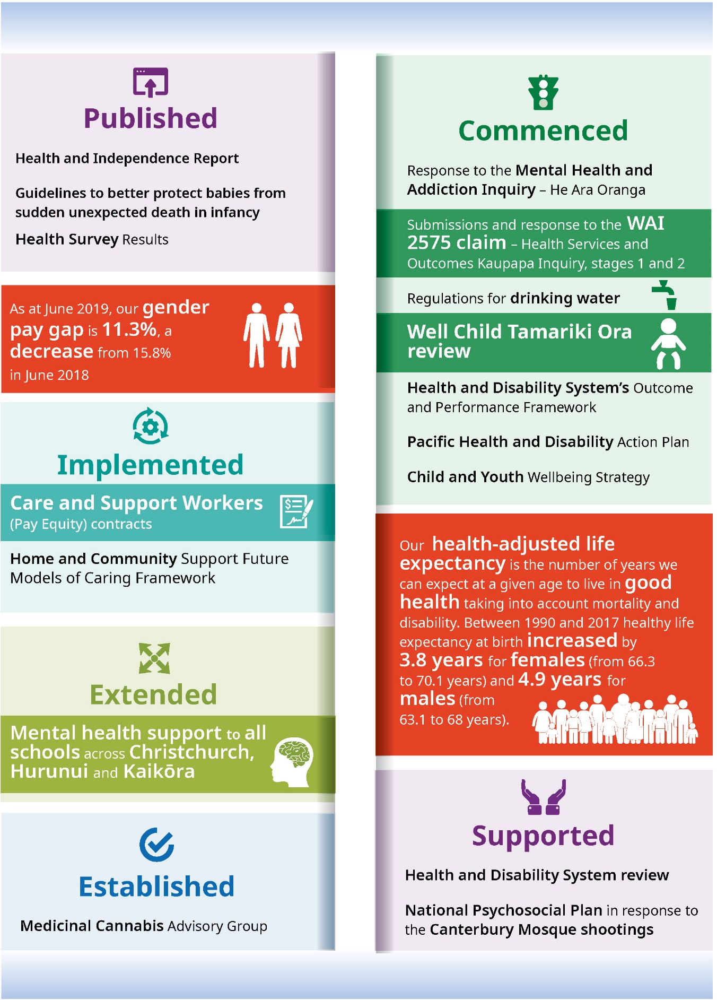 Published
Health and Independence Report
Guidelines to better protect babies from
sudden unexpected death in infancy
Health Survey Results
As at June 2019, our gender
pay gap is 11.3%, a
decrease from 15.8%
in June 2018
Implemented
Care and Support Workers
(Pay Equity) contracts
Home and Community Support Future
Models of Caring Framework
Extended
Mental health support to all
schools across Christchurch,
Hurunui and Kaikōra
Established
Medicinal Cannabis Advisory Group
Commenced
Response to the Mental Health and
Addiction Inquiry – He Ara Oranga
Submissions and response to the WAI
2575 claim – Health Services and
Outcomes Kaupapa Inquiry, stages 1 and 2
Regulations for drinking water
Well Child Tamariki Ora
review
Health and Disability System’s Outcome
and Performance Framework
Pacific Health and Disability Action Plan
Child and Youth Wellbeing Strategy
Our health-adjusted life
expectancy is the number of years we
can expect at a given age to live in good
health taking into account mortality and
disability. Between 1990 and 2017 healthy life
expectancy at birth increased by
3.8 years for females (from 66.3
to 70.1 years) and 4.9 years for
males (from
63.1 to 68 years).
Supported
Health and Disability System review
National Psychosocial Plan in response to
the Canterbury Mosque shootings